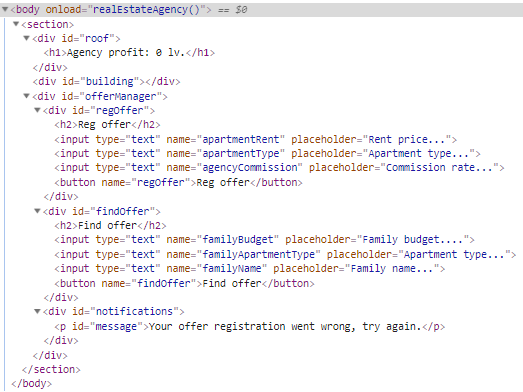 ▼<body onload="realEstateAgency()"> == $0
▼<section>
▼<div id="roof">
<h1>Agency profit: 0 lv.</h1>
</div>
<div id="building"></div>
▼<div id="offerManager">
▼<div id="regOffer">
<h2>Reg offer</h2>
<input type="text" name="apartmentRent" placeholder="Rent price...">
<input type="text" name="apartmentType" placeholder="Apartment type...">
<input type="text" name="agencyCommission" placeholder="Commission rate...">
<button name="regOffer">Reg offer</button>
</div>
▼<div id="findOffer">
<h2>Find offer</h2>
<input type="text" name="familyBudget" placeholder="Family budget....">
<input type="text" name="familyApartmentType" placeholder="Apartment type...">
<input type="text" name="familyName" placeholder="Family name...">
<button name="findOffer">Find offer</button>
</div>
▼<div id="notifications">
<p id="message">Your offer registration went wrong, try again.</p>
</div>
</div>
</section>
</body>